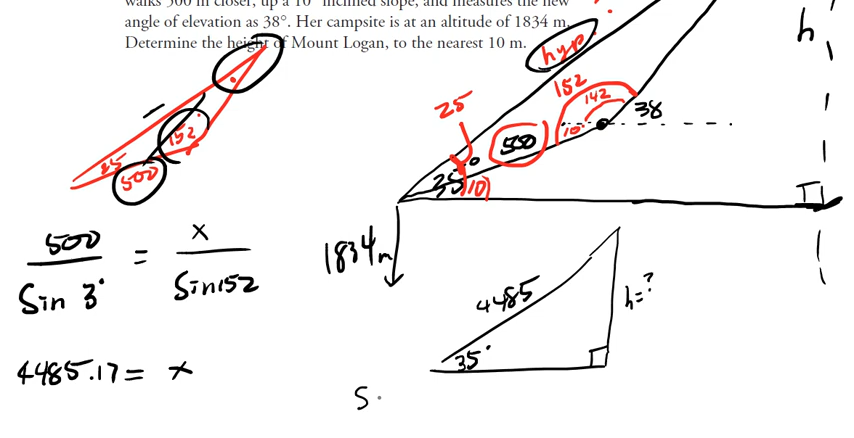 walks 500 m closer, up a 10° inclined slope, and measures the new
angle of elevation as 38°. Her campsite is at an altitude of 1834 m.
Determine the height of Mount Logan, to the nearest 10 m.
hyp
?
h
152
142
38
10°
25
500
35°
(10)
25
152
500
1834m
500 / Sin 3° = x / Sin 152
4485.17 = x
4485
h=?
35°
S